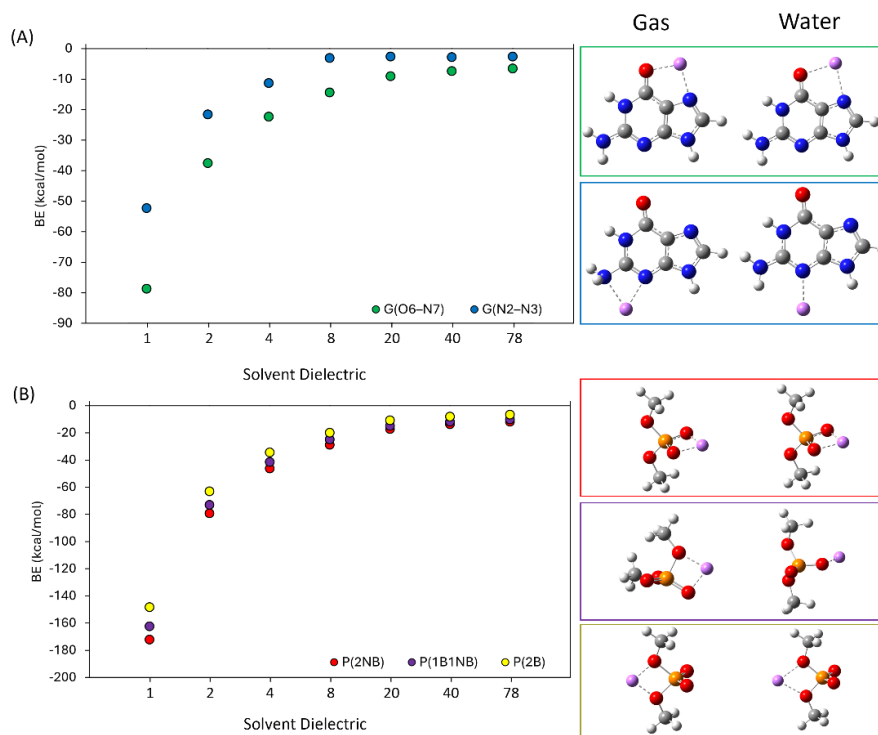 Gas Water
(A)
0
-10
-20
-30
-40
-50
-60
-70
-80
-90
BE (kcal/mol)
G(O6–N7) G(N2–N3)
1 2 4 8 20 40 78
Solvent Dielectric
(B)
0
-20
-40
-60
-80
-100
-120
-140
-160
-180
-200
BE (kcal/mol)
P(2NB) P(1B1NB) P(2B)
1 2 4 8 20 40 78
Solvent Dielectric